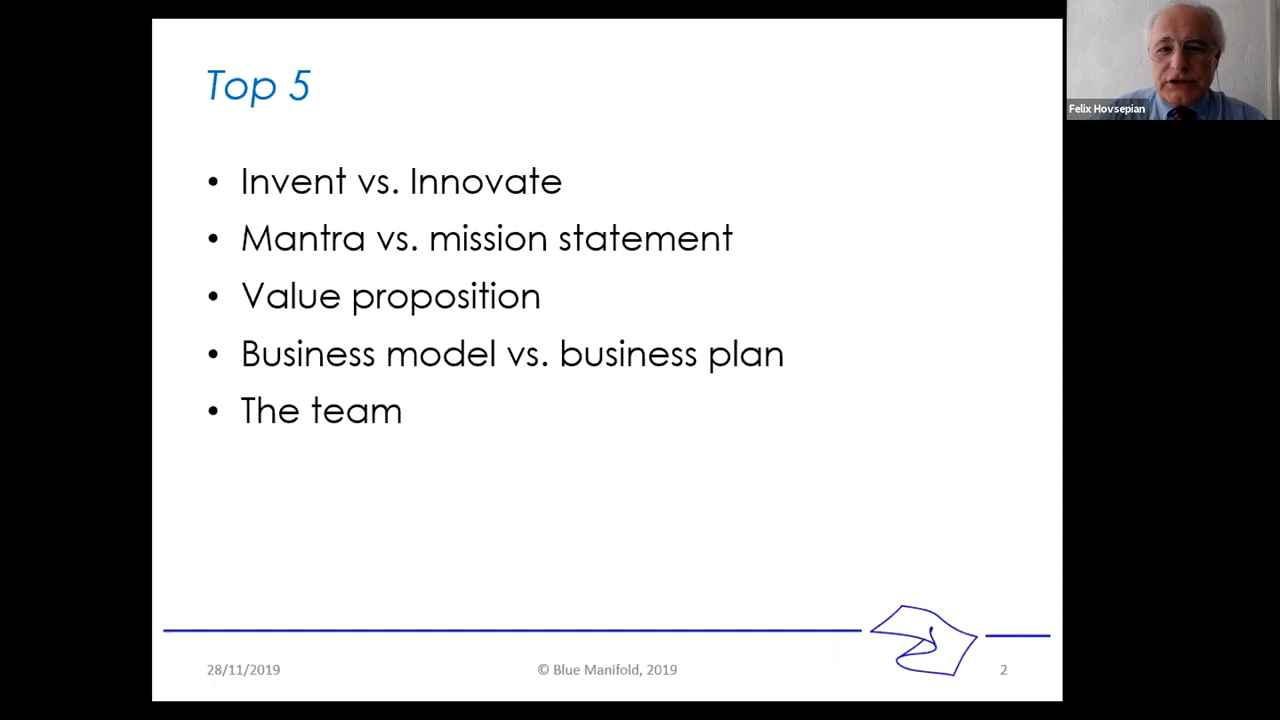 Top 5
• Invent vs. Innovate
• Mantra vs. mission statement
• Value proposition
• Business model vs. business plan
• The team
28/11/2019
© Blue Manifold, 2019
2
Felix Hovsepian